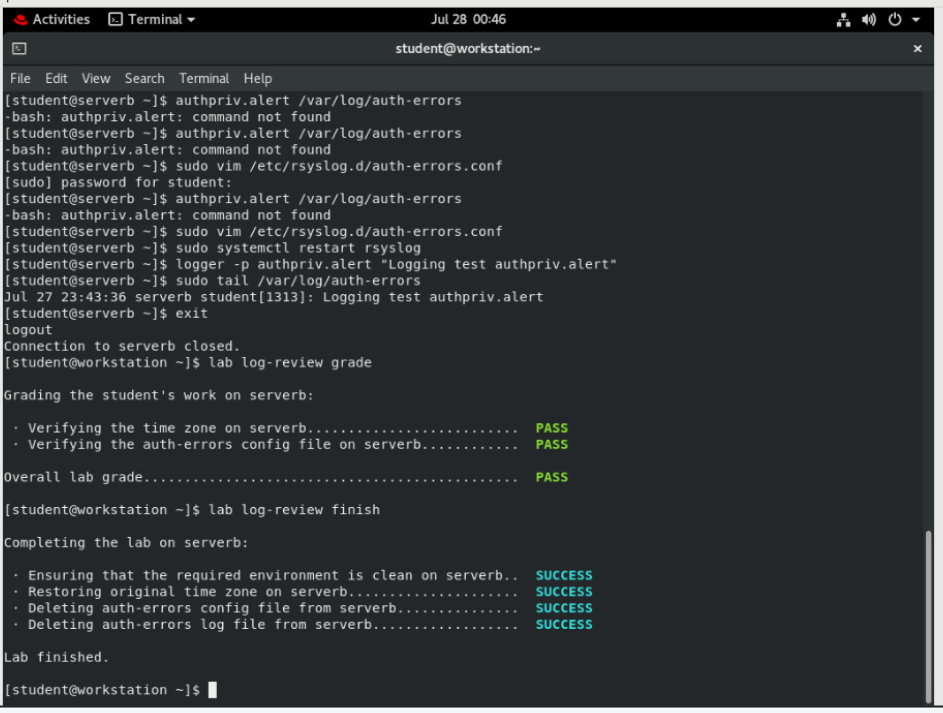 Activities Terminal Jul 28 00:46
student@workstation:~ ×
File Edit View Search Terminal Help
[student@serverb ~]$ authpriv.alert /var/log/auth-errors
-bash: authpriv.alert: command not found
[student@serverb ~]$ authpriv.alert /var/log/auth-errors
-bash: authpriv.alert: command not found
[student@serverb ~]$ sudo vim /etc/rsyslog.d/auth-errors.conf
[sudo] password for student:
[student@serverb ~]$ authpriv.alert /var/log/auth-errors
-bash: authpriv.alert: command not found
[student@serverb ~]$ sudo vim /etc/rsyslog.d/auth-errors.conf
[student@serverb ~]$ sudo systemctl restart rsyslog
[student@serverb ~]$ logger -p authpriv.alert "Logging test authpriv.alert"
[student@serverb ~]$ sudo tail /var/log/auth-errors
Jul 27 23:43:36 serverb student[1313]: Logging test authpriv.alert
[student@serverb ~]$ exit
logout
Connection to serverb closed.
[student@workstation ~]$ lab log-review grade
Grading the student's work on serverb:
· Verifying the time zone on serverb.......................... PASS
· Verifying the auth-errors config file on serverb............ PASS
Overall lab grade.............................................. PASS
[student@workstation ~]$ lab log-review finish
Completing the lab on serverb:
· Ensuring that the required environment is clean on serverb.. SUCCESS
· Restoring original time zone on serverb..................... SUCCESS
· Deleting auth-errors config file from serverb............... SUCCESS
· Deleting auth-errors log file from serverb.................. SUCCESS
Lab finished.
[student@workstation ~]$